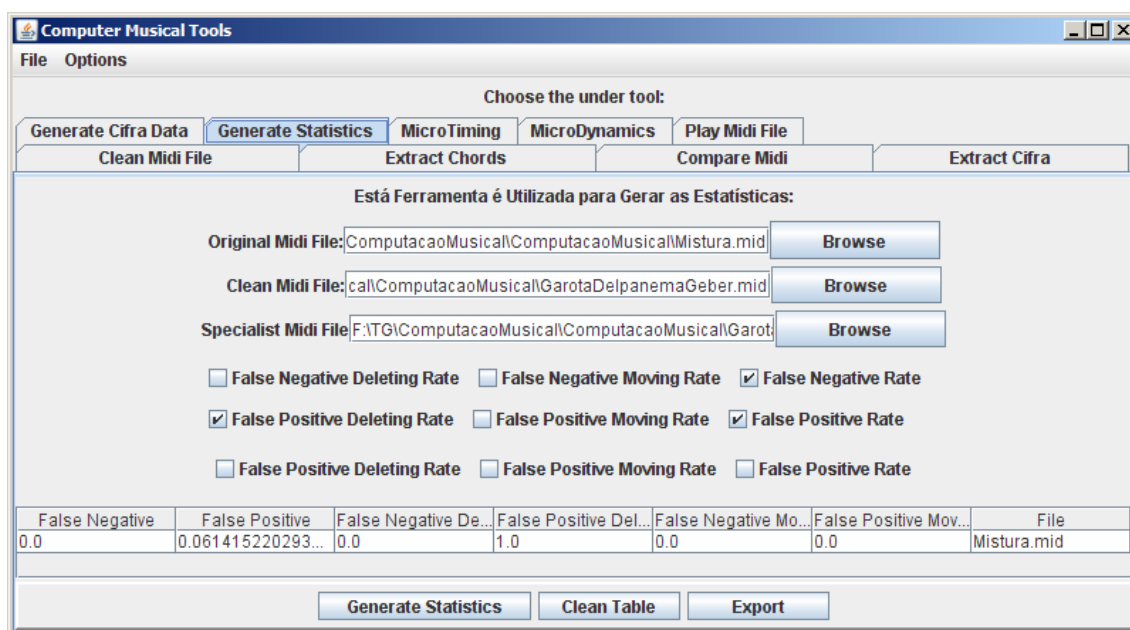 Computer Musical Tools
File Options
Choose the under tool:
Generate Cifra Data Generate Statistics MicroTiming MicroDynamics Play Midi File
Clean Midi File Extract Chords Compare Midi Extract Cifra
Está Ferramenta é Utilizada para Gerar as Estatísticas:
Original Midi File: ComputacaoMusical\ComputacaoMusical\Mistura.mid Browse
Clean Midi File: cal\ComputacaoMusical\GarotaDeIpanemaGeber.mid Browse
Specialist Midi File F:\TG\ComputacaoMusical\ComputacaoMusical\Garota Browse
False Negative Deleting Rate False Negative Moving Rate False Negative Rate
False Positive Deleting Rate False Positive Moving Rate False Positive Rate
False Positive Deleting Rate False Positive Moving Rate False Positive Rate
False Negative False Positive False Negative De... False Positive Del... False Negative Mo... False Positive Mov... File
0.0 0.061415220293... 0.0 1.0 0.0 0.0 Mistura.mid
Generate Statistics Clean Table Export